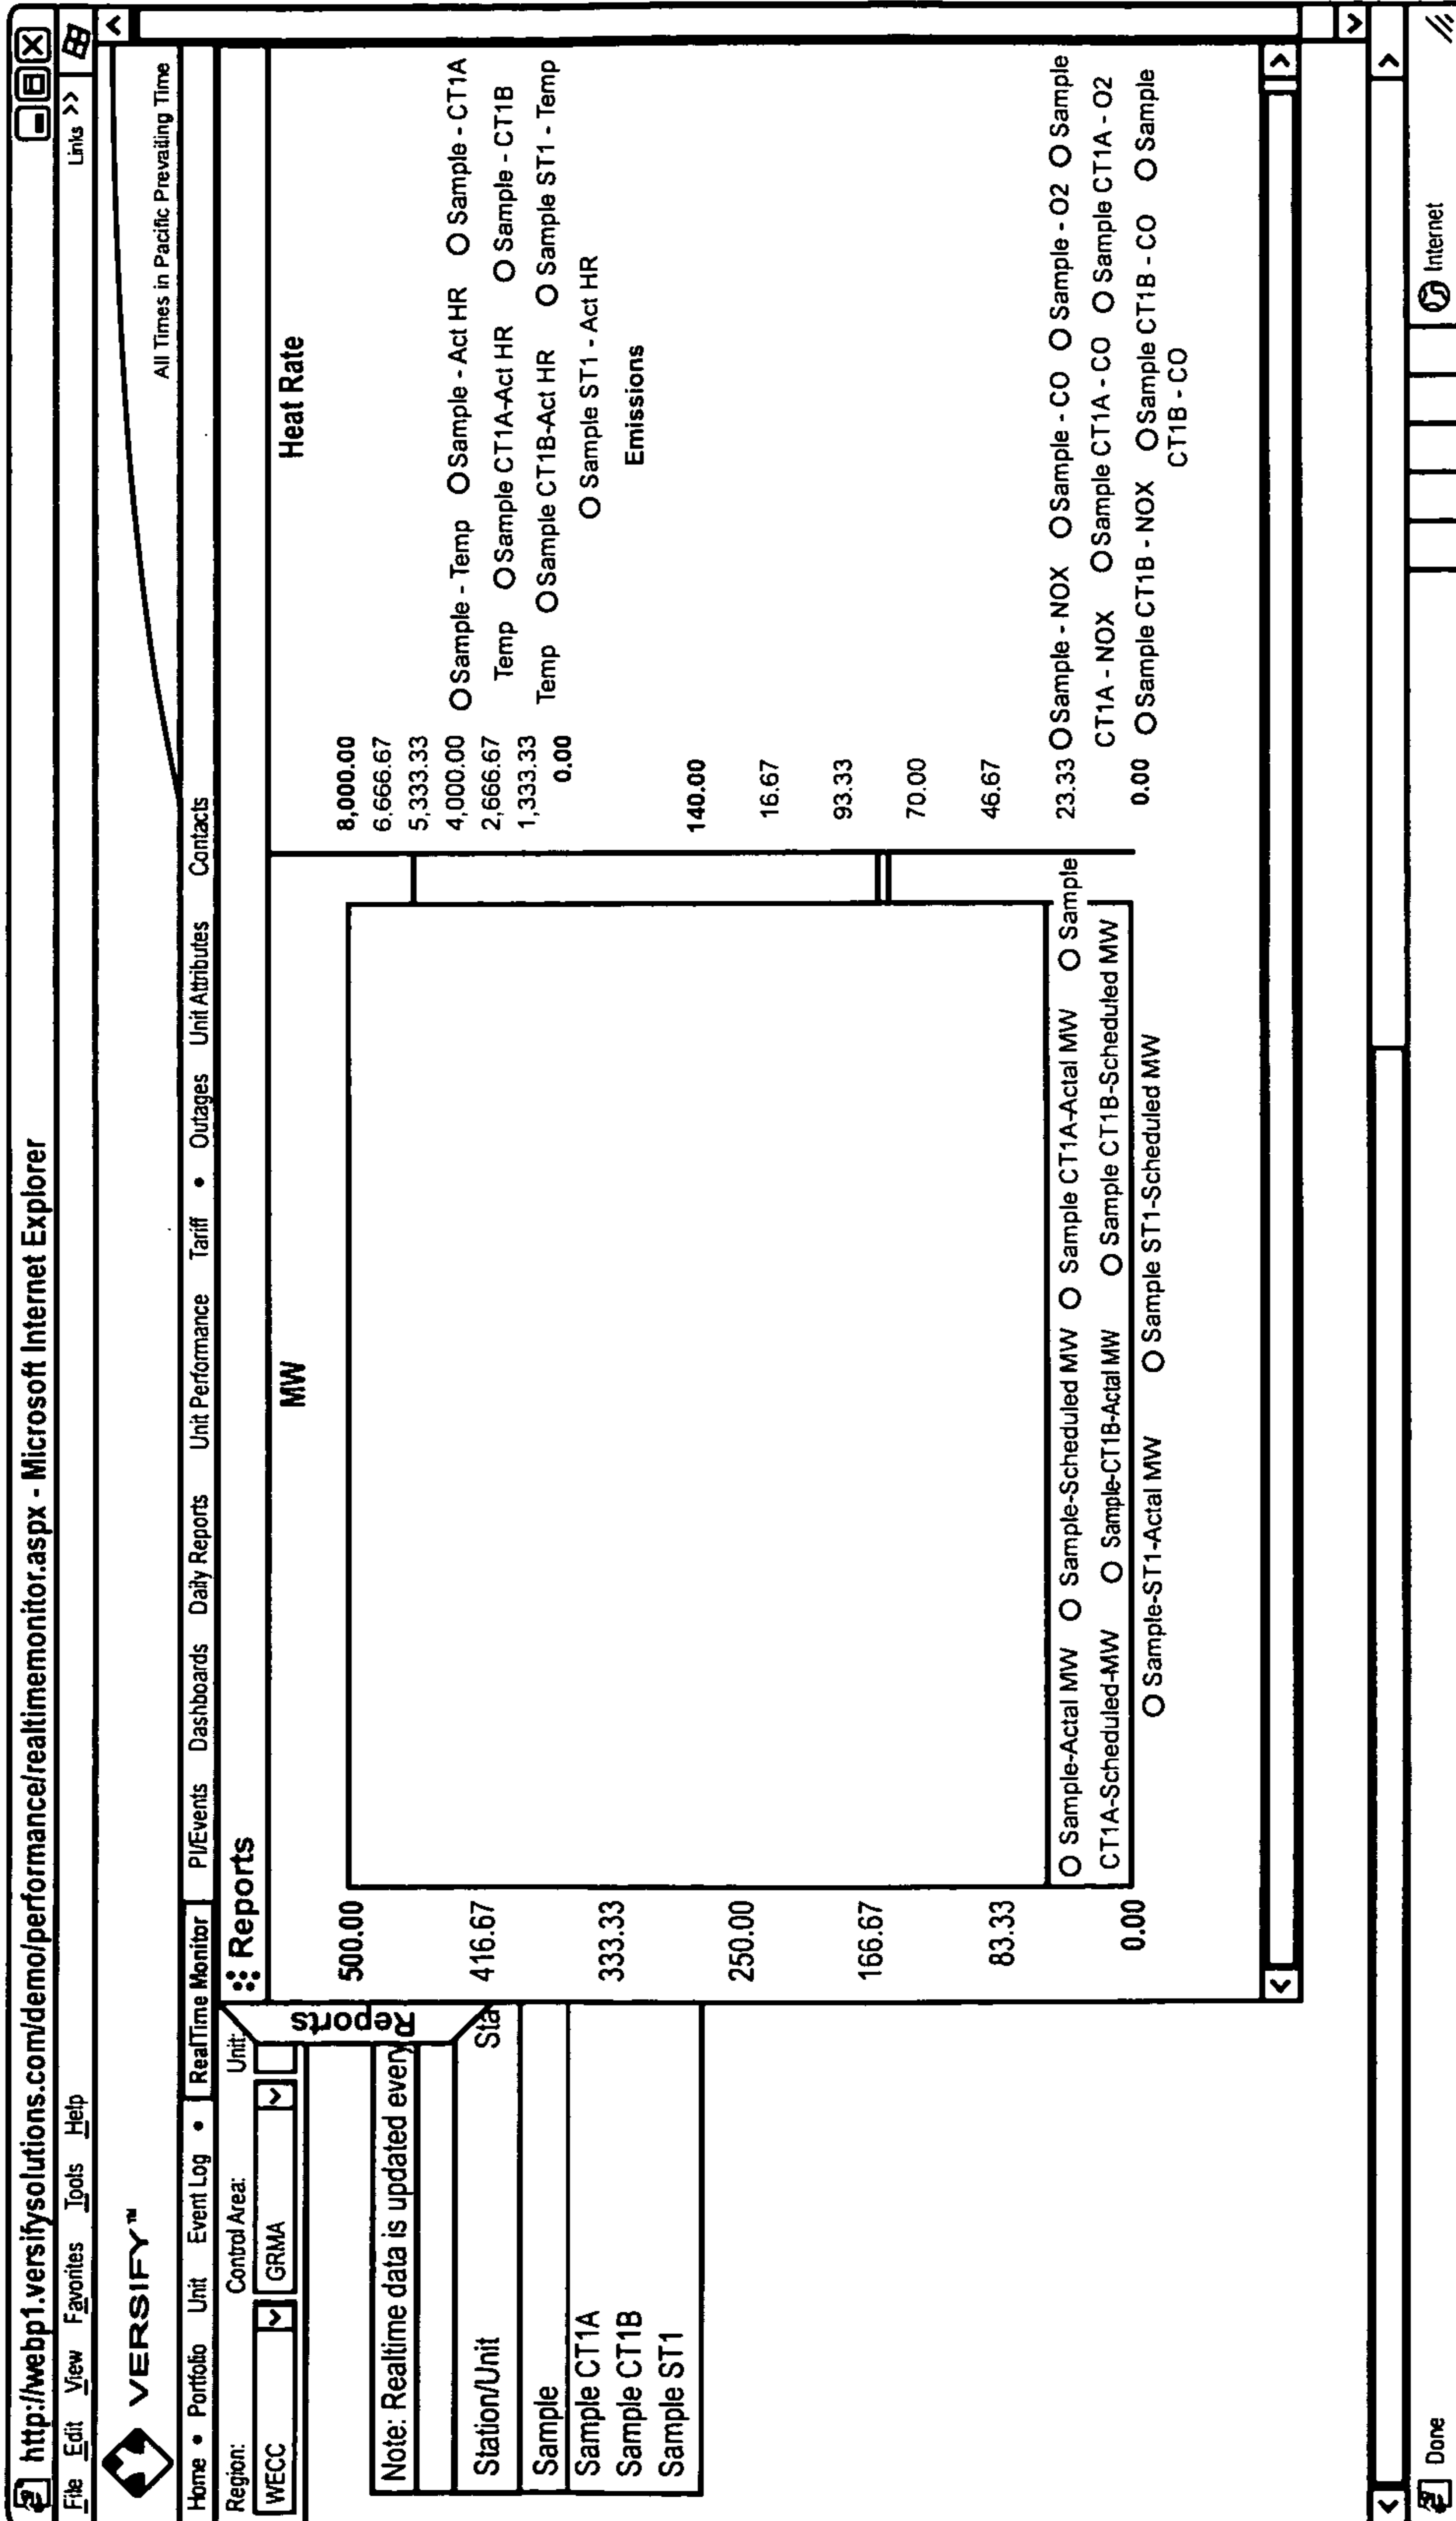 http://webp1.versifysolutions.com/demo/performance/realtimemonitor.aspx - Microsoft Internet Explorer
File Edit View Favorites Tools Help
Links >>
VERSIFY™
All Times in Pacific Prevailing Time
Home • Portfolio Unit Event Log • RealTime Monitor PI/Events Dashboards Daily Reports Unit Performance Tariff • Outages Unit Attributes Contacts
Region: Control Area: Unit:
WECC GRMA
Note: Realtime data is updated every
Station/Unit Sta
Sample
Sample CT1A
Sample CT1B
Sample ST1
Reports
Reports
MW
500.00
416.67
333.33
250.00
166.67
83.33
0.00
O Sample-Actal MW O Sample-Scheduled MW O Sample CT1A-Actal MW O Sample
CT1A-Scheduled-MW O Sample-CT1B-Actal MW O Sample CT1B-Scheduled MW
O Sample-ST1-Actal MW O Sample ST1-Scheduled MW
Heat Rate
8,000.00
6,666.67
5,333.33
4,000.00
2,666.67
1,333.33
0.00
O Sample - Temp O Sample - Act HR O Sample - CT1A
Temp O Sample CT1A-Act HR O Sample - CT1B
Temp O Sample CT1B-Act HR O Sample ST1 - Temp
O Sample ST1 - Act HR
Emissions
140.00
16.67
93.33
70.00
46.67
23.33
0.00
O Sample - NOX O Sample - CO O Sample - O2 O Sample
CT1A - NOX O Sample CT1A - CO O Sample CT1A - O2
O Sample CT1B - NOX O Sample CT1B - CO O Sample
CT1B - CO
Done
Internet